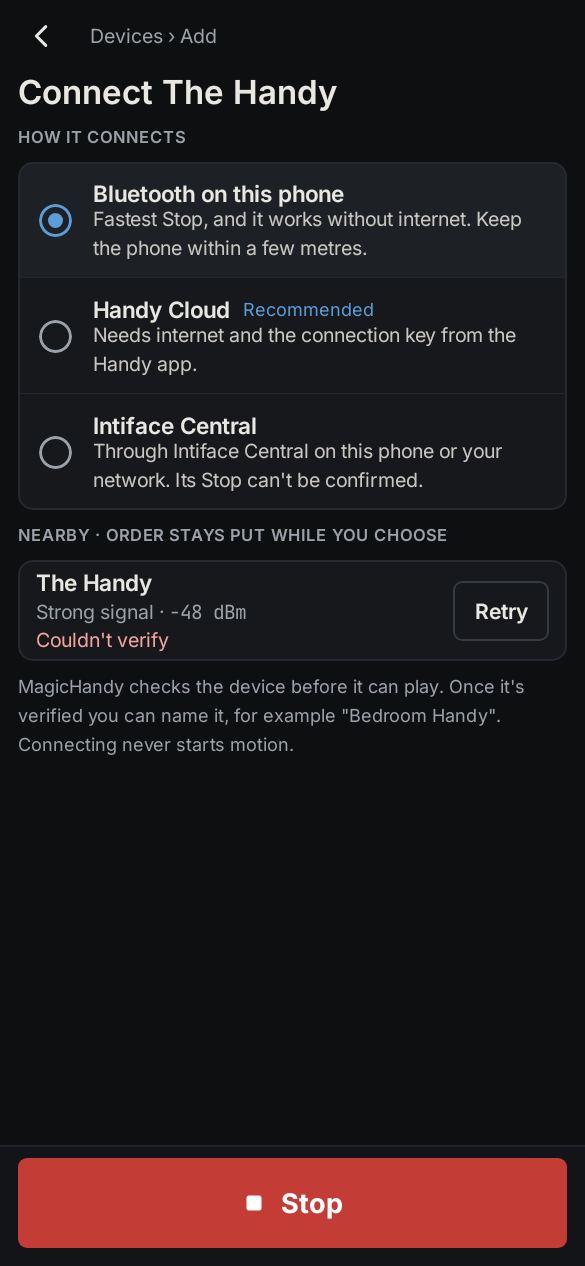 Devices › Add
Connect The Handy
HOW IT CONNECTS
Bluetooth on this phone
Fastest Stop, and it works without internet. Keep
the phone within a few metres.
Handy Cloud Recommended
Needs internet and the connection key from the
Handy app.
Intiface Central
Through Intiface Central on this phone or your
network. Its Stop can't be confirmed.
NEARBY · ORDER STAYS PUT WHILE YOU CHOOSE
The Handy
Strong signal · -48 dBm
Couldn't verify
Retry
MagicHandy checks the device before it can play. Once it's
verified you can name it, for example "Bedroom Handy".
Connecting never starts motion.
Stop